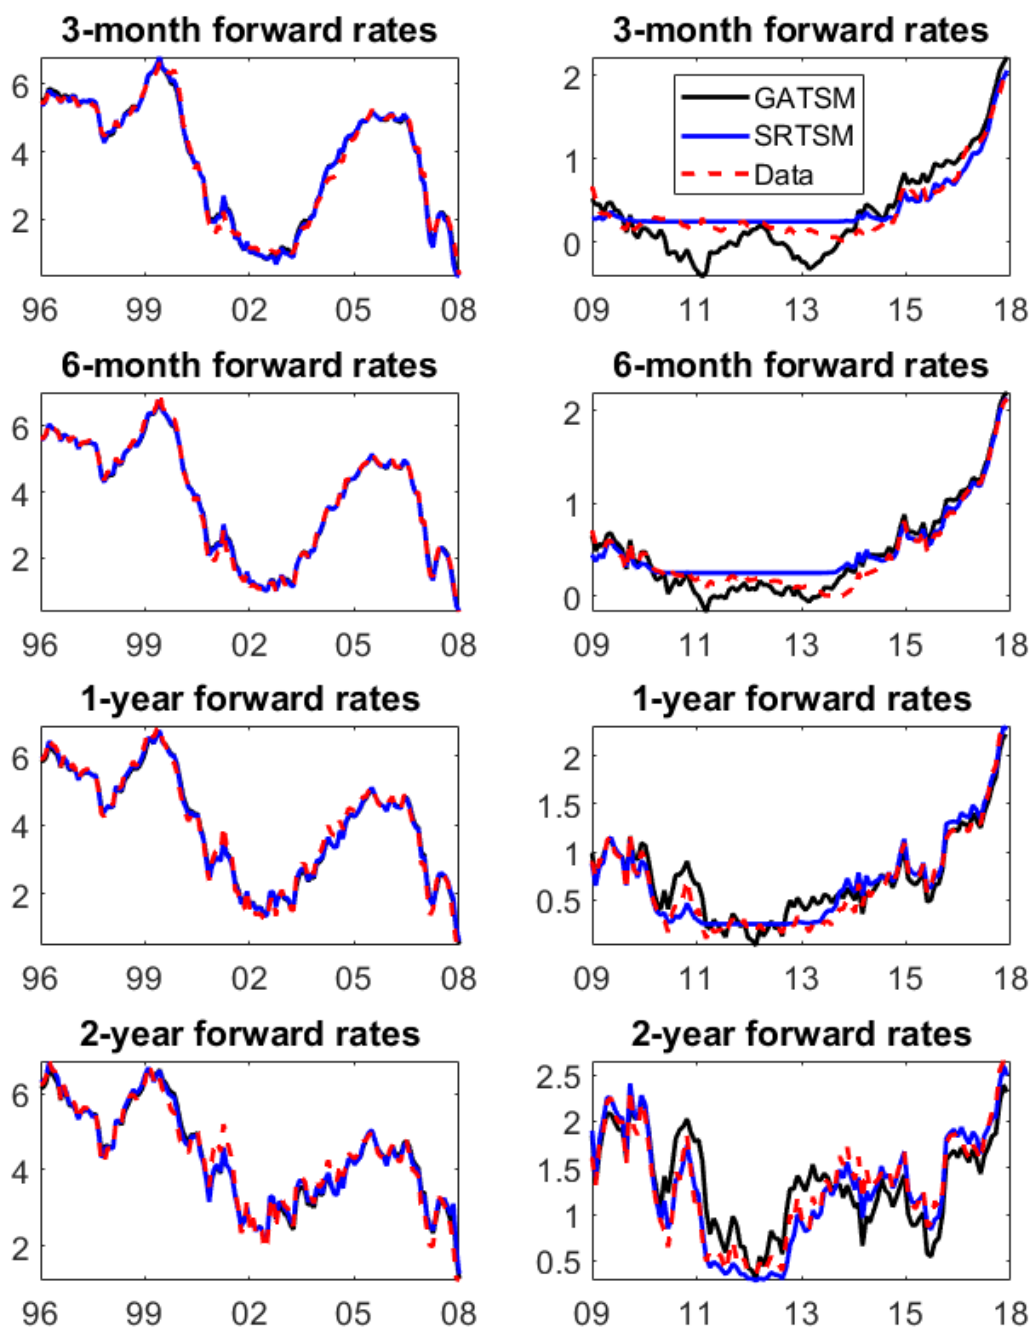 3-month forward rates
6
4
2
96 99 02 05 08
3-month forward rates
GATSM
SRTSM
Data
2
1
0
09 11 13 15 18
6-month forward rates
6
4
2
96 99 02 05 08
6-month forward rates
2
1
0
09 11 13 15 18
1-year forward rates
6
4
2
96 99 02 05 08
1-year forward rates
2
1.5
1
0.5
09 11 13 15 18
2-year forward rates
6
4
2
96 99 02 05 08
2-year forward rates
2.5
2
1.5
1
0.5
09 11 13 15 18